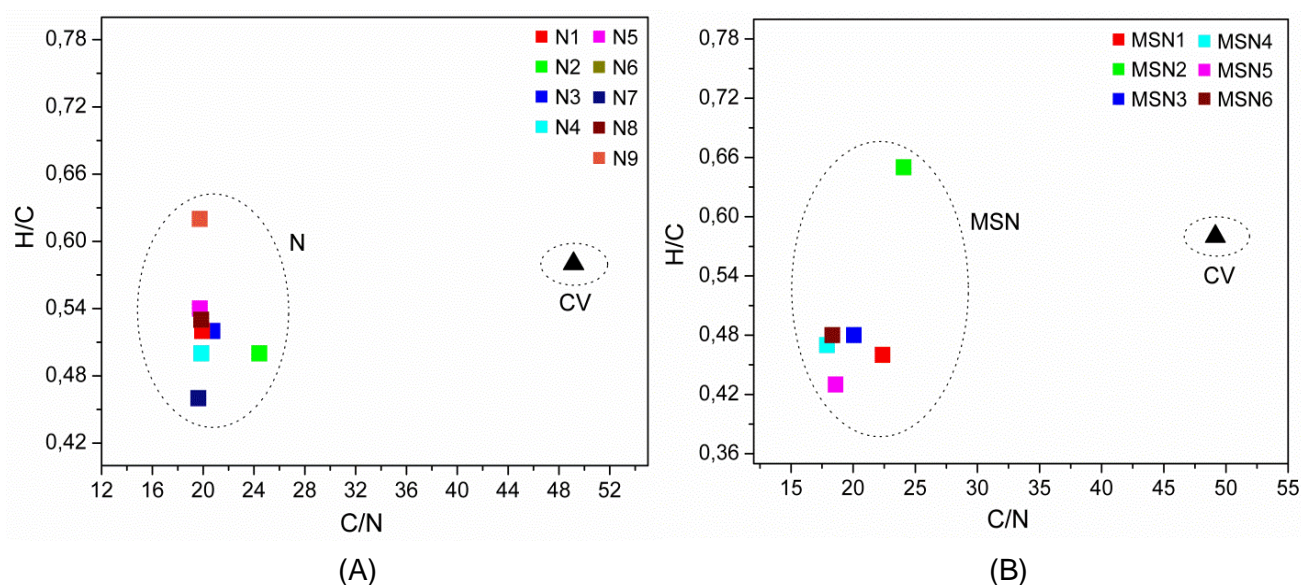 0,78
0,72
0,66
0,60
0,54
0,48
0,42
H/C
12 16 20 24 28 32 36 40 44 48 52
C/N
N1 N5
N2 N6
N3 N7
N4 N8
N9
N
CV
(A)
0,78
0,72
0,66
0,60
0,54
0,48
0,42
0,36
H/C
15 20 25 30 35 40 45 50 55
C/N
MSN1 MSN4
MSN2 MSN5
MSN3 MSN6
MSN
CV
(B)